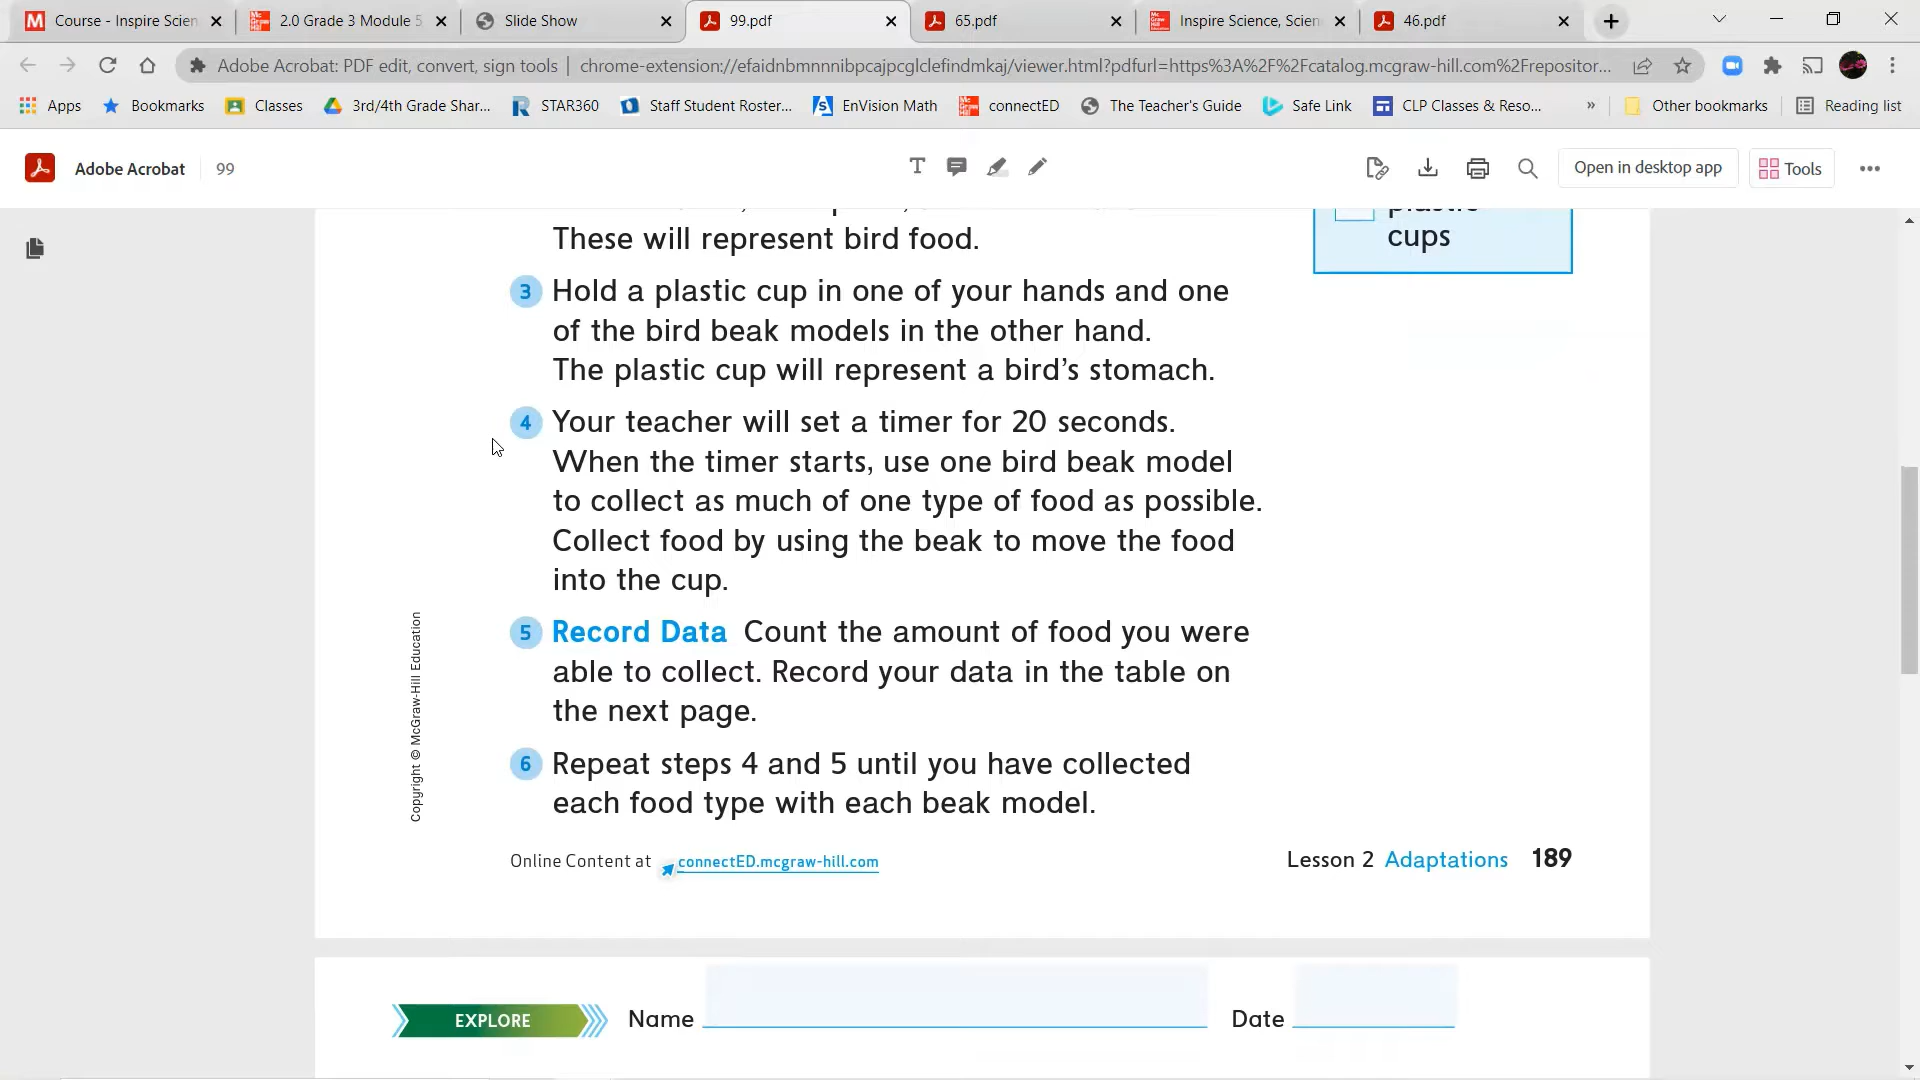 Course - Inspire Scien
2.0 Grade 3 Module 5
Slide Show
99.pdf
65.pdf
Inspire Science, Scien
46.pdf
Adobe Acrobat: PDF edit, convert, sign tools | chrome-extension://efaidnbmnnnibpcajpcglclefindmkaj/viewer.html?pdfurl=https%3A%2F%2Fcatalog.mcgraw-hill.com%2Frepositor...
Apps
Bookmarks
Classes
3rd/4th Grade Shar...
STAR360
Staff Student Roster...
EnVision Math
connectED
The Teacher's Guide
Safe Link
CLP Classes & Reso...
»
Other bookmarks
Reading list
Adobe Acrobat
99
Open in desktop app
Tools
plastic
cups
These will represent bird food.
3 Hold a plastic cup in one of your hands and one
of the bird beak models in the other hand.
The plastic cup will represent a bird’s stomach.
4 Your teacher will set a timer for 20 seconds.
When the timer starts, use one bird beak model
to collect as much of one type of food as possible.
Collect food by using the beak to move the food
into the cup.
5 Record Data Count the amount of food you were
able to collect. Record your data in the table on
the next page.
6 Repeat steps 4 and 5 until you have collected
each food type with each beak model.
Copyright © McGraw-Hill Education
Online Content at connectED.mcgraw-hill.com
Lesson 2 Adaptations 189
EXPLORE
Name
Date